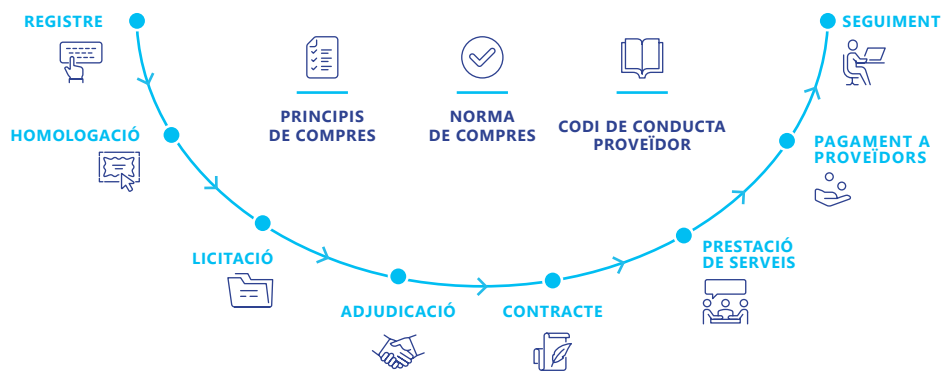 REGISTRE
SEGUIMENT
PRINCIPIS
DE COMPRES
NORMA
DE COMPRES
CODI DE CONDUCTA
PROVEÏDOR
HOMOLOGACIÓ
PAGAMENT A
PROVEÏDORS
LICITACIÓ
PRESTACIÓ
DE SERVEIS
ADJUDICACIÓ
CONTRACTE